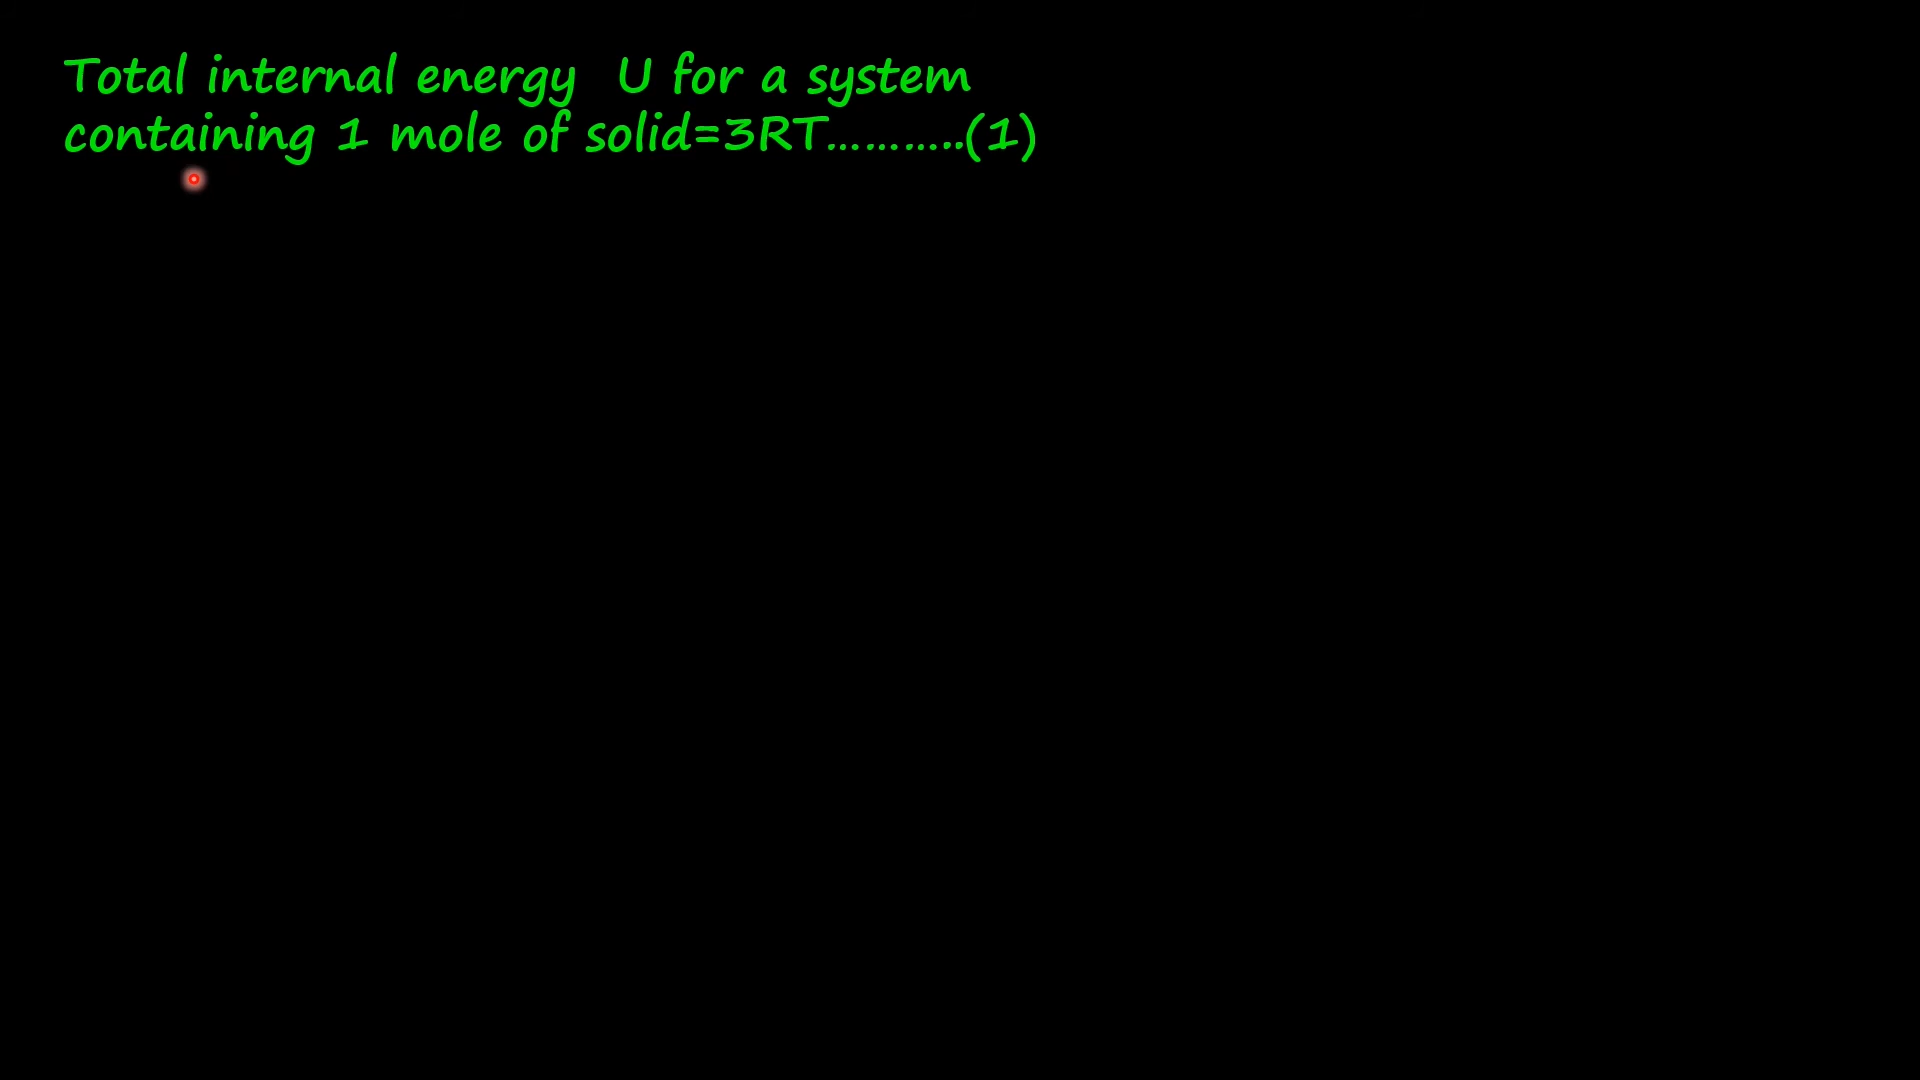 Total internal energy  U for a system
containing 1 mole of solid=3RT………..(1)